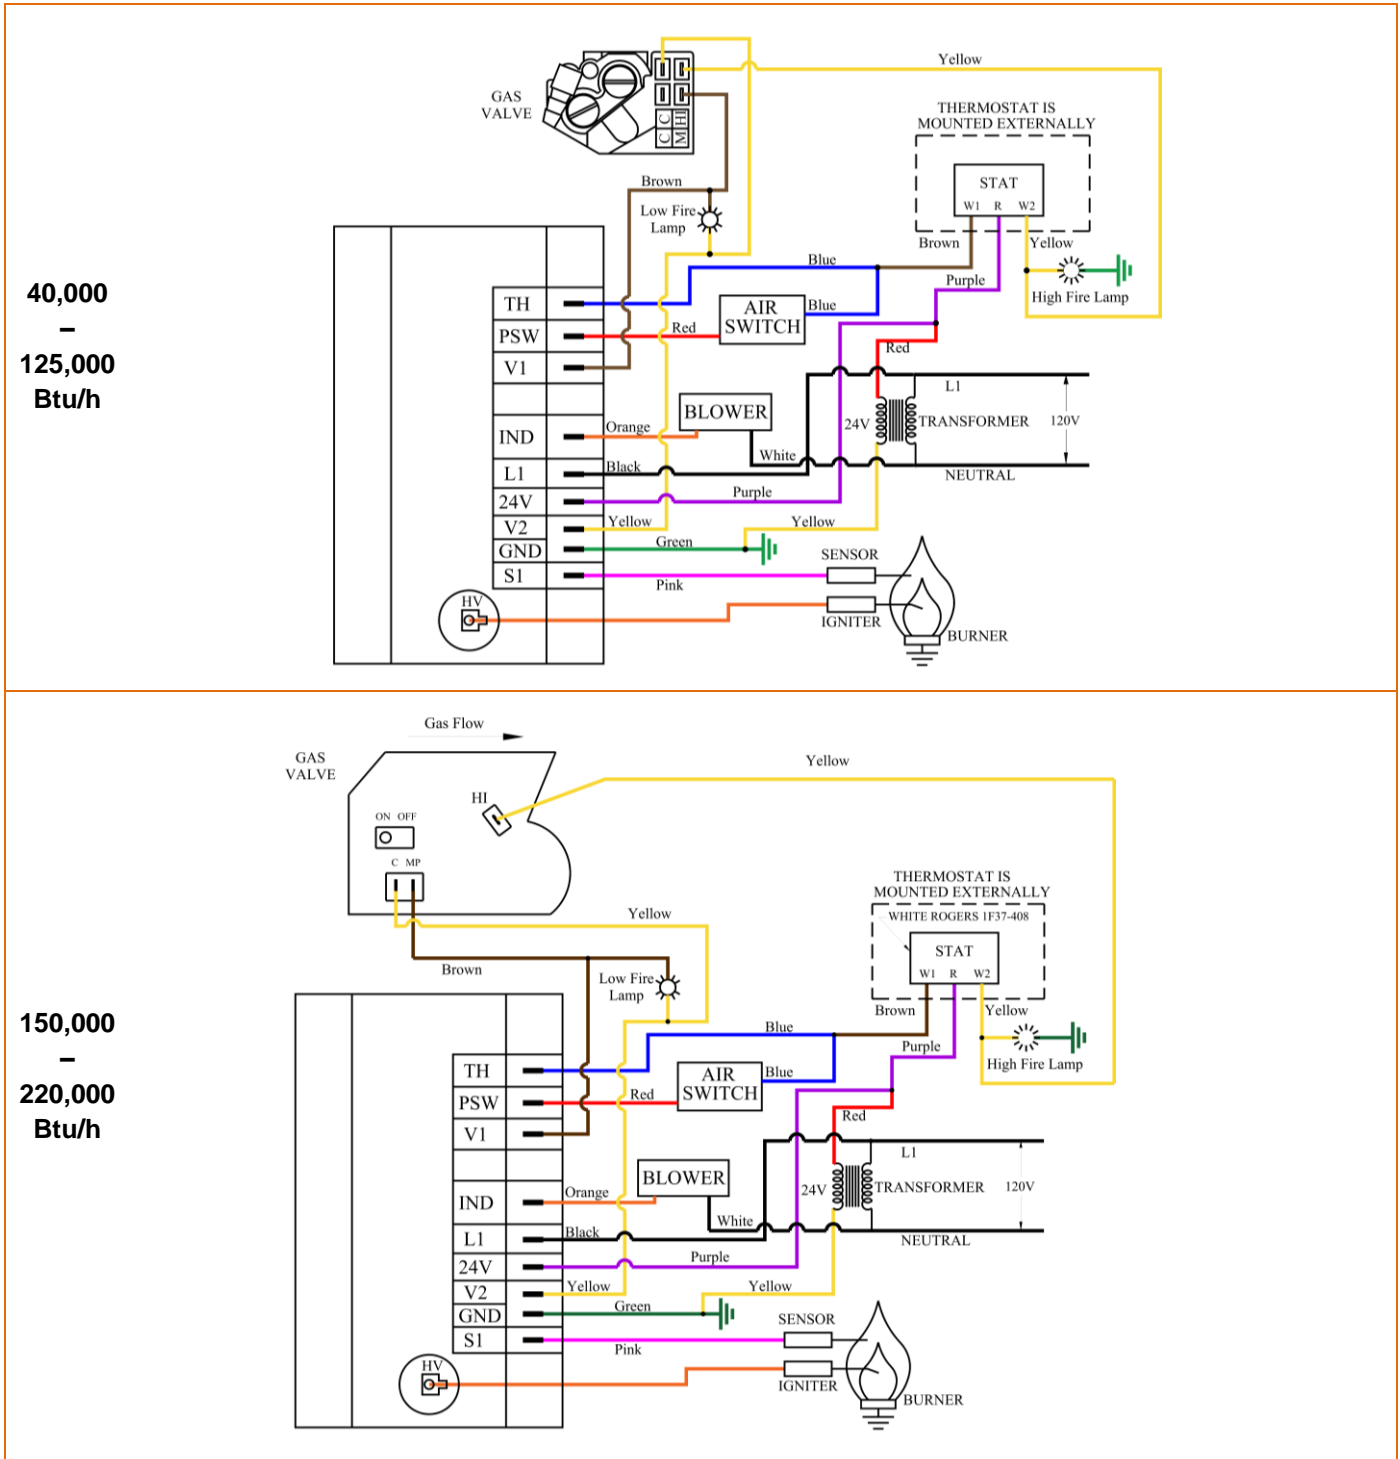 40,000
–
125,000
Btu/h
GAS
VALVE
C C
M HI
Yellow
THERMOSTAT IS
MOUNTED EXTERNALLY
STAT
W1 R W2
Brown
Yellow
High Fire Lamp
Brown
Low Fire
Lamp
Blue
Blue
Purple
AIR
SWITCH
Red
Red
TH
PSW
V1
IND
L1
24V
V2
GND
S1
HV
BLOWER
Orange
White
Black
Purple
Yellow
Yellow
Green
Pink
L1
24V
TRANSFORMER
120V
NEUTRAL
SENSOR
IGNITER
BURNER
150,000
–
220,000
Btu/h
Gas Flow
GAS
VALVE
HI
ON OFF
C MP
Yellow
Yellow
Brown
Low Fire
Lamp
THERMOSTAT IS
MOUNTED EXTERNALLY
WHITE ROGERS 1F37-408
STAT
W1 R W2
Brown
Yellow
High Fire Lamp
Blue
Blue
Purple
AIR
SWITCH
Red
Red
TH
PSW
V1
IND
L1
24V
V2
GND
S1
HV
BLOWER
Orange
White
Black
Purple
Yellow
Yellow
Green
Pink
L1
24V
TRANSFORMER
120V
NEUTRAL
SENSOR
IGNITER
BURNER